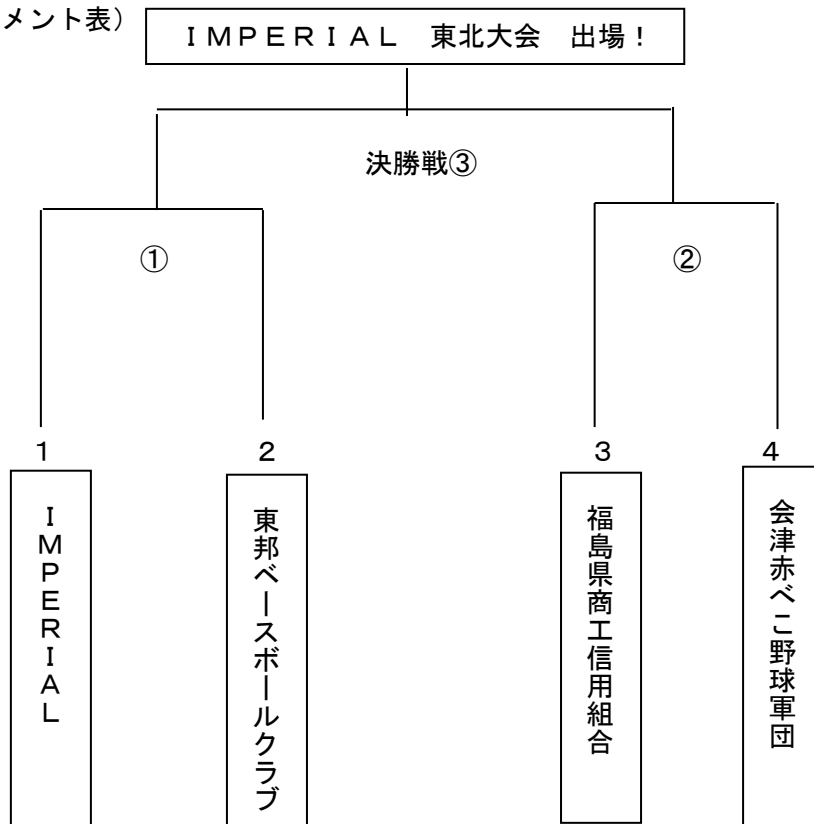 メント表)
IMPERIAL 東北大会 出場!
決勝戦③
①
②
1
2
3
4
IMPERIAL
東邦ベースボールクラブ
福島県商工信用組合
会津赤べこ野球軍団